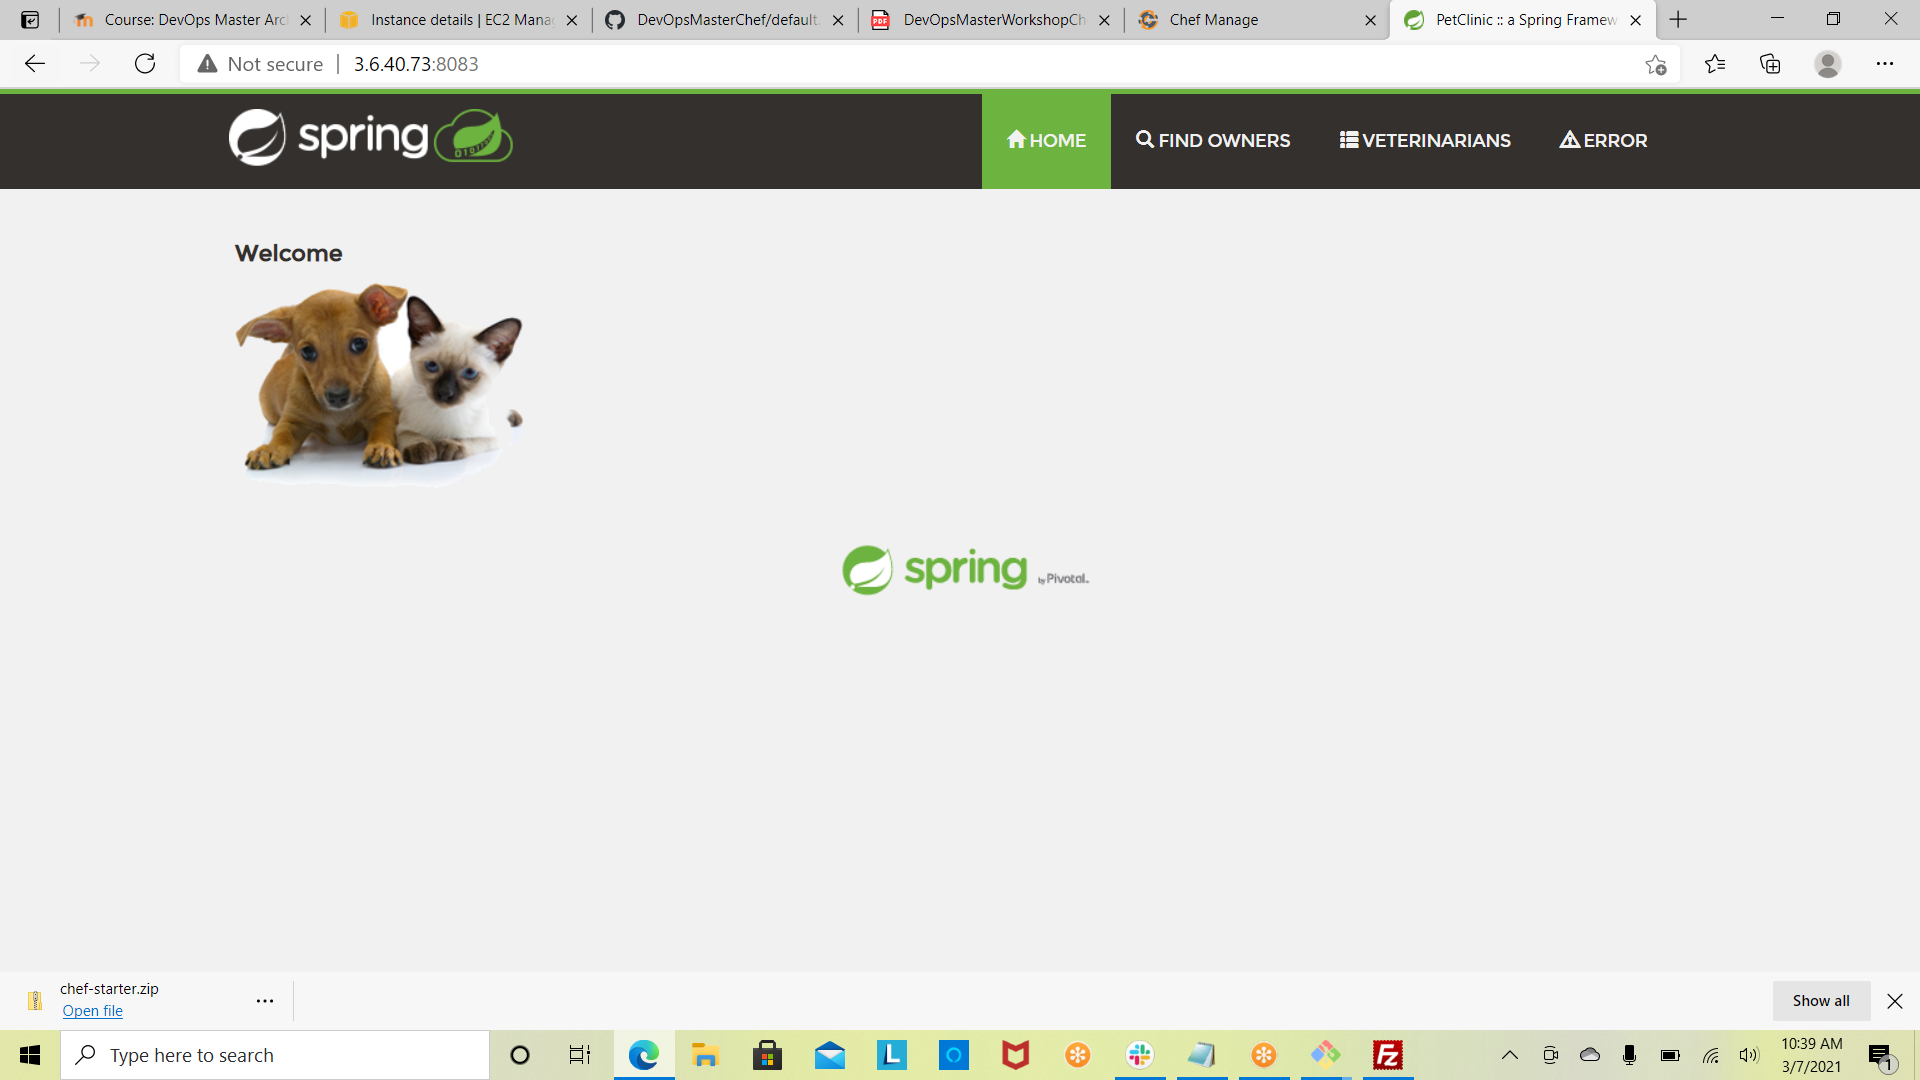 Course: DevOps Master Arc
Instance details | EC2 Mana
DevOpsMasterChef/default
DevOpsMasterWorkshopCh
Chef Manage
PetClinic :: a Spring Framew
Not secure | 3.6.40.73:8083
spring
HOME
FIND OWNERS
VETERINARIANS
ERROR
Welcome
spring by Pivotal
chef-starter.zip
Open file
Show all
Type here to search
10:39 AM
3/7/2021
1